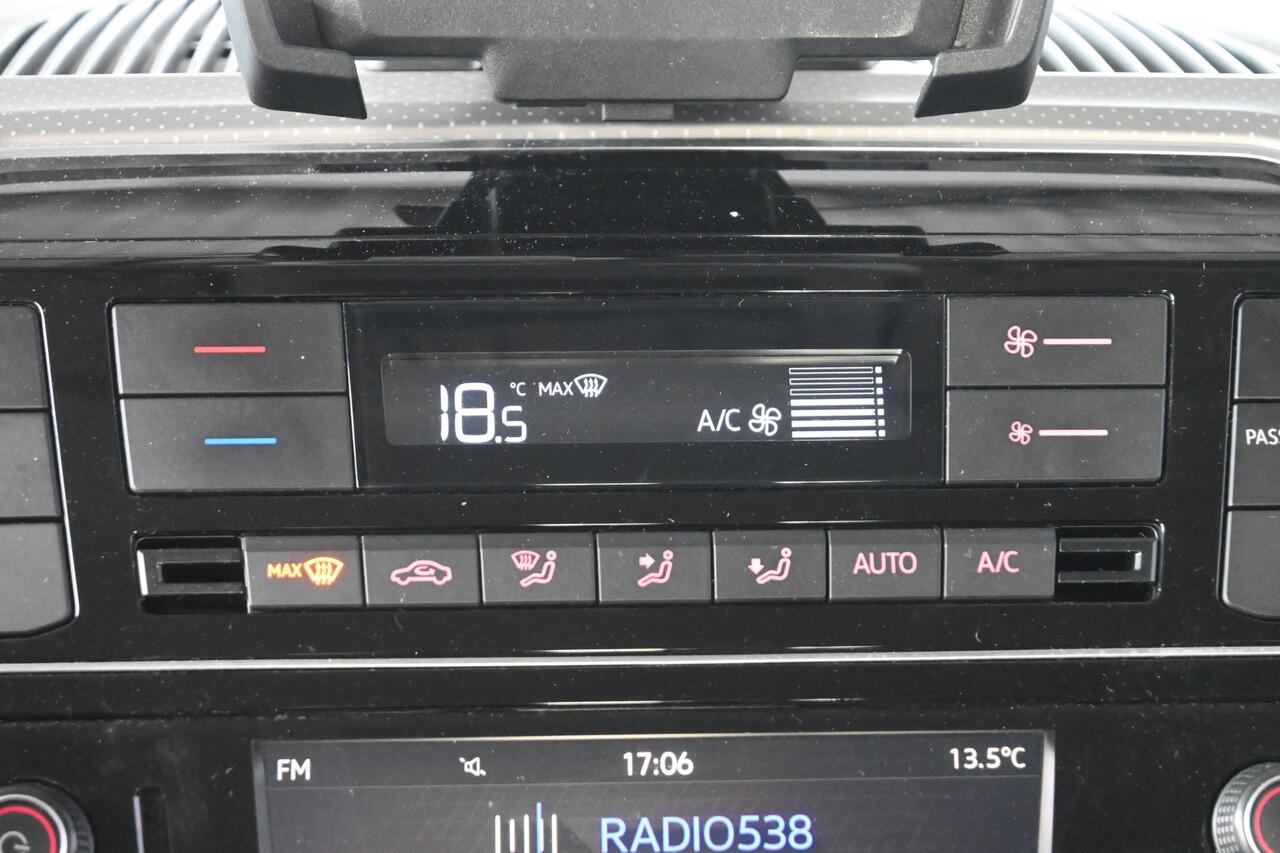 18.5 °C MAX
A/C
PASS
MAX
AUTO
A/C
FM 17:06 13.5°C
RADIO538